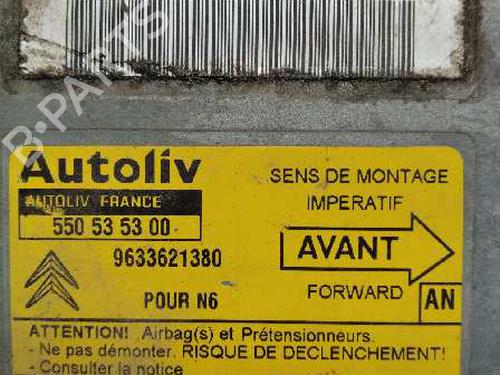 B-PARTS
Autoliv
AUTOLIV FRANCE
550 53 53 00
9633621380
POUR N6
SENS DE MONTAGE
IMPERATIF
AVANT
FORWARD
AN
ATTENTION! Airbag(s) et Prétensionneurs.
- Ne pas démonter. RISQUE DE DECLENCHEMENT!
- Consulter la notice